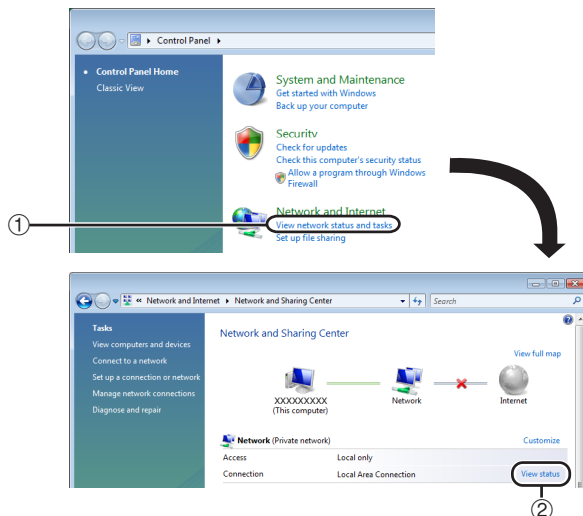 Control Panel
Control Panel Home
Classic View
System and Maintenance
Get started with Windows
Back up your computer
Security
Check for updates
Check this computer's security status
Allow a program through Windows
Firewall
Network and Internet
① View network status and tasks
Set up file sharing
« Network and Internet Network and Sharing Center Search
Tasks
View computers and devices
Connect to a network
Set up a connection or network
Manage network connections
Diagnose and repair
Network and Sharing Center
View full map
XXXXXXXXX
(This computer)
Network
Internet
Network (Private network) Customize
Access Local only
Connection Local Area Connection View status
②